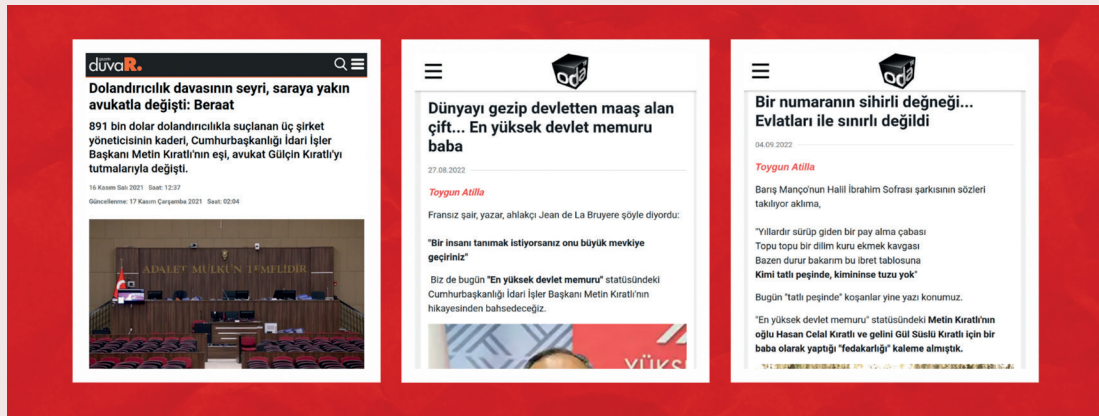 gazete
duvaR.
Dolandırıcılık davasının seyri, saraya yakın
avukatla değişti: Beraat
891 bin dolar dolandırıcılıkla suçlanan üç şirket
yöneticisinin kaderi, Cumhurbaşkanlığı İdari İşler
Başkanı Metin Kıratlı'nın eşi, avukat Gülçin Kıratlı'yı
tutmalarıyla değişti.
16 Kasım Salı 2021 Saat: 12:37
Güncellenme: 17 Kasım Çarşamba 2021 Saat: 02:04
ADALET MÜLKÜN TEMELİDİR
oda
Dünyayı gezip devletten maaş alan
çift... En yüksek devlet memuru
baba
27.08.2022
Toygun Atilla
Fransız şair, yazar, ahlakçı Jean de La Bruyere şöyle diyordu:
"Bir insanı tanımak istiyorsanız onu büyük mevkiye
geçiriniz"
Biz de bugün "En yüksek devlet memuru" statüsündeki
Cumhurbaşkanlığı İdari İşler Başkanı Metin Kıratlı'nın
hikayesinden bahsedeceğiz.
YÜKS
oda
Bir numaranın sihirli değneği...
Evlatları ile sınırlı değildi
04.09.2022
Toygun Atilla
Barış Manço'nun Halil İbrahim Sofrası şarkısının sözleri
takılıyor aklıma,
"Yıllardır sürüp giden bir pay alma çabası
Topu topu bir dilim kuru ekmek kavgası
Bazen durur bakarım bu ibret tablosuna
Kimi tatlı peşinde, kimininse tuzu yok"
Bugün "tatlı peşinde" koşanlar yine yazı konumuz.
"En yüksek devlet memuru" statüsündeki Metin Kıratlı'nın
oğlu Hasan Celal Kıratlı ve gelini Gül Süslü Kıratlı için bir
baba olarak yaptığı "fedakarlığı" kaleme almıştık.